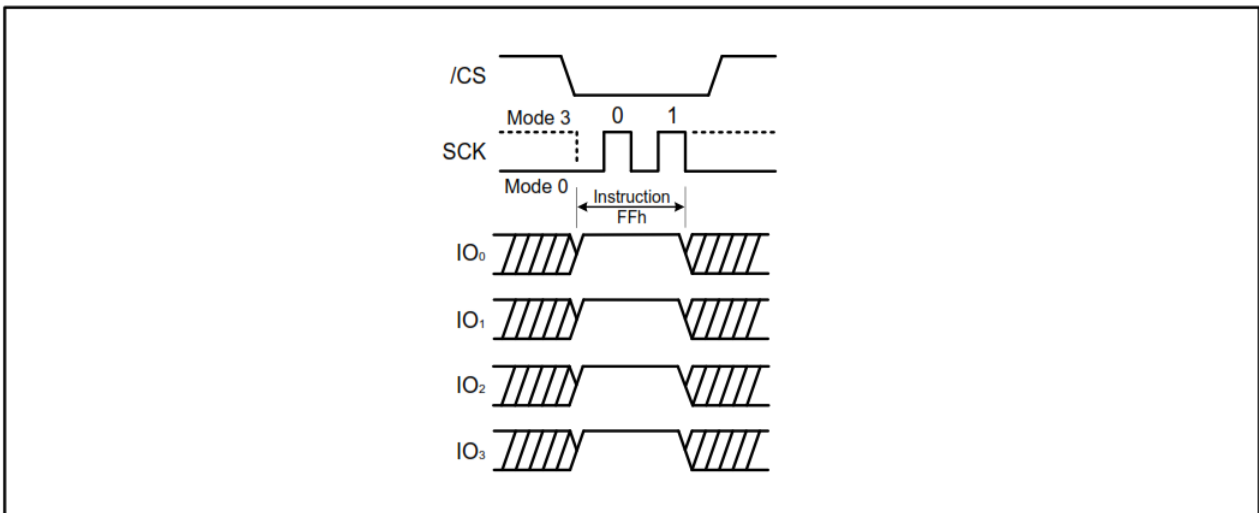 /CS
Mode 3 0 1
SCK
Mode 0
Instruction
FFh
IO₀
IO₁
IO₂
IO₃